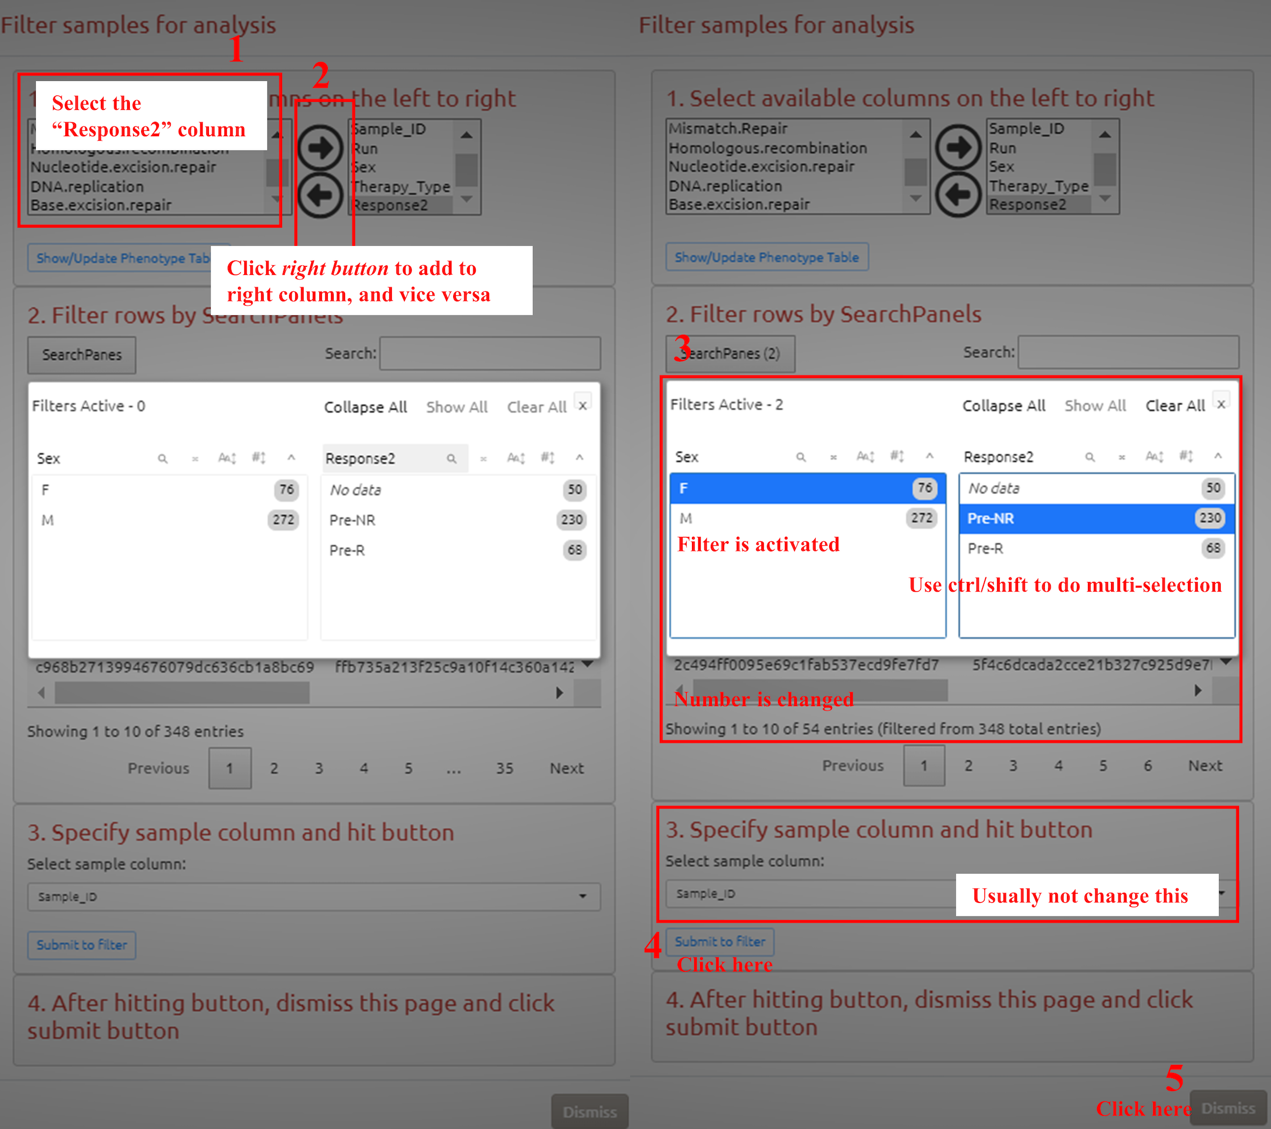 Filter samples for analysis
1
2
Select the
“Response2” column
mns on the left to right
Homologous.recombination
Nucleotide.excision.repair
DNA.replication
Base.excision.repair
Sample_ID
Run
Sex
Therapy_Type
Response2
Show/Update Phenotype Tab
Click right button to add to
right column, and vice versa
2. Filter rows by SearchPanels
SearchPanes
Search:
Filters Active - 0
Collapse All
Show All
Clear All
x
Sex
F 76
M 272
Response2
No data 50
Pre-NR 230
Pre-R 68
c968b2713994676079dc636cb1a8bc69 ffb735a213f25c9a10f14c360a142
Showing 1 to 10 of 348 entries
Previous 1 2 3 4 5 ... 35 Next
3. Specify sample column and hit button
Select sample column:
Sample_ID
Submit to filter
4. After hitting button, dismiss this page and click
submit button
Dismiss
Filter samples for analysis
1. Select available columns on the left to right
Mismatch.Repair
Homologous.recombination
Nucleotide.excision.repair
DNA.replication
Base.excision.repair
Sample_ID
Run
Sex
Therapy_Type
Response2
Show/Update Phenotype Table
2. Filter rows by SearchPanels
3
SearchPanes (2)
Search:
Filters Active - 2
Collapse All
Show All
Clear All
x
Sex
F 76
M 272
Filter is activated
Response2
No data 50
Pre-NR 230
Pre-R 68
Use ctrl/shift to do multi-selection
2c494ff0095e69c1fab537ecd9fe7fd7 5f4c6dcada2cce21b327c925d9e7
Number is changed
Showing 1 to 10 of 54 entries (filtered from 348 total entries)
Previous 1 2 3 4 5 6 Next
3. Specify sample column and hit button
Select sample column:
Sample_ID
Usually not change this
4
Submit to filter
Click here
4. After hitting button, dismiss this page and click
submit button
5
Click here
Dismiss